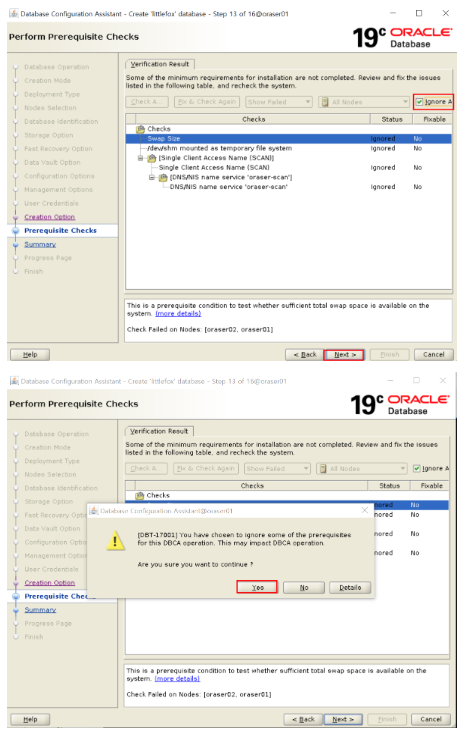 Database Configuration Assistant - Create 'littlefox' database - Step 13 of 16@oraser01
Perform Prerequisite Checks
19c ORACLE
Database
Database Operation
Creation Mode
Deployment Type
Nodes Selection
Database Identification
Storage Option
Fast Recovery Option
Data Vault Option
Configuration Options
Management Options
User Credentials
Creation Option
Prerequisite Checks
Summary
Progress Page
Finish
Verification Result
Some of the minimum requirements for installation are not completed. Review and fix the issues
listed in the following table, and recheck the system.
Check A... Fix & Check Again Show Failed All Nodes Ignore A
Checks Status Fixable
Checks
Swap Size Ignored No
/dev/shm mounted as temporary file system Ignored No
[Single Client Access Name (SCAN)]
Single Client Access Name (SCAN) Ignored No
[DNS/NIS name service 'oraser-scan']
DNS/NIS name service 'oraser-scan' Ignored No
This is a prerequisite condition to test whether sufficient total swap space is available on the
system. (more details)
Check Failed on Nodes: [oraser02, oraser01]
Help < Back Next > Finish Cancel
Database Configuration Assistant - Create 'littlefox' database - Step 13 of 16@oraser01
Perform Prerequisite Checks
19c ORACLE
Database
Database Operation
Creation Mode
Deployment Type
Nodes Selection
Database Identification
Storage Option
Fast Recovery Opti
Data Vault Option
Configuration Optio
Management Option
User Credentials
Creation Option
Prerequisite Checks
Summary
Progress Page
Finish
Verification Result
Some of the minimum requirements for installation are not completed. Review and fix the issues
listed in the following table, and recheck the system.
Check A... Fix & Check Again Show Failed All Nodes Ignore A
Checks Status Fixable
Checks
nored No
nored No
nored No
nored No
Database Configuration Assistant@oraser01
[DBT-17001] You have chosen to ignore some of the prerequisites
for this DBCA operation. This may impact DBCA operation.
Are you sure you want to continue ?
Yes No Details
This is a prerequisite condition to test whether sufficient total swap space is available on the
system. (more details)
Check Failed on Nodes: [oraser02, oraser01]
Help < Back Next > Finish Cancel